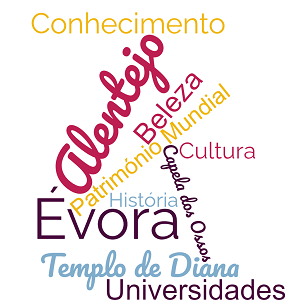 Conhecimento
Alentejo
Beleza
Património Mundial
Cultura
Capela dos Ossos
História
Évora
Templo de Diana
Universidades